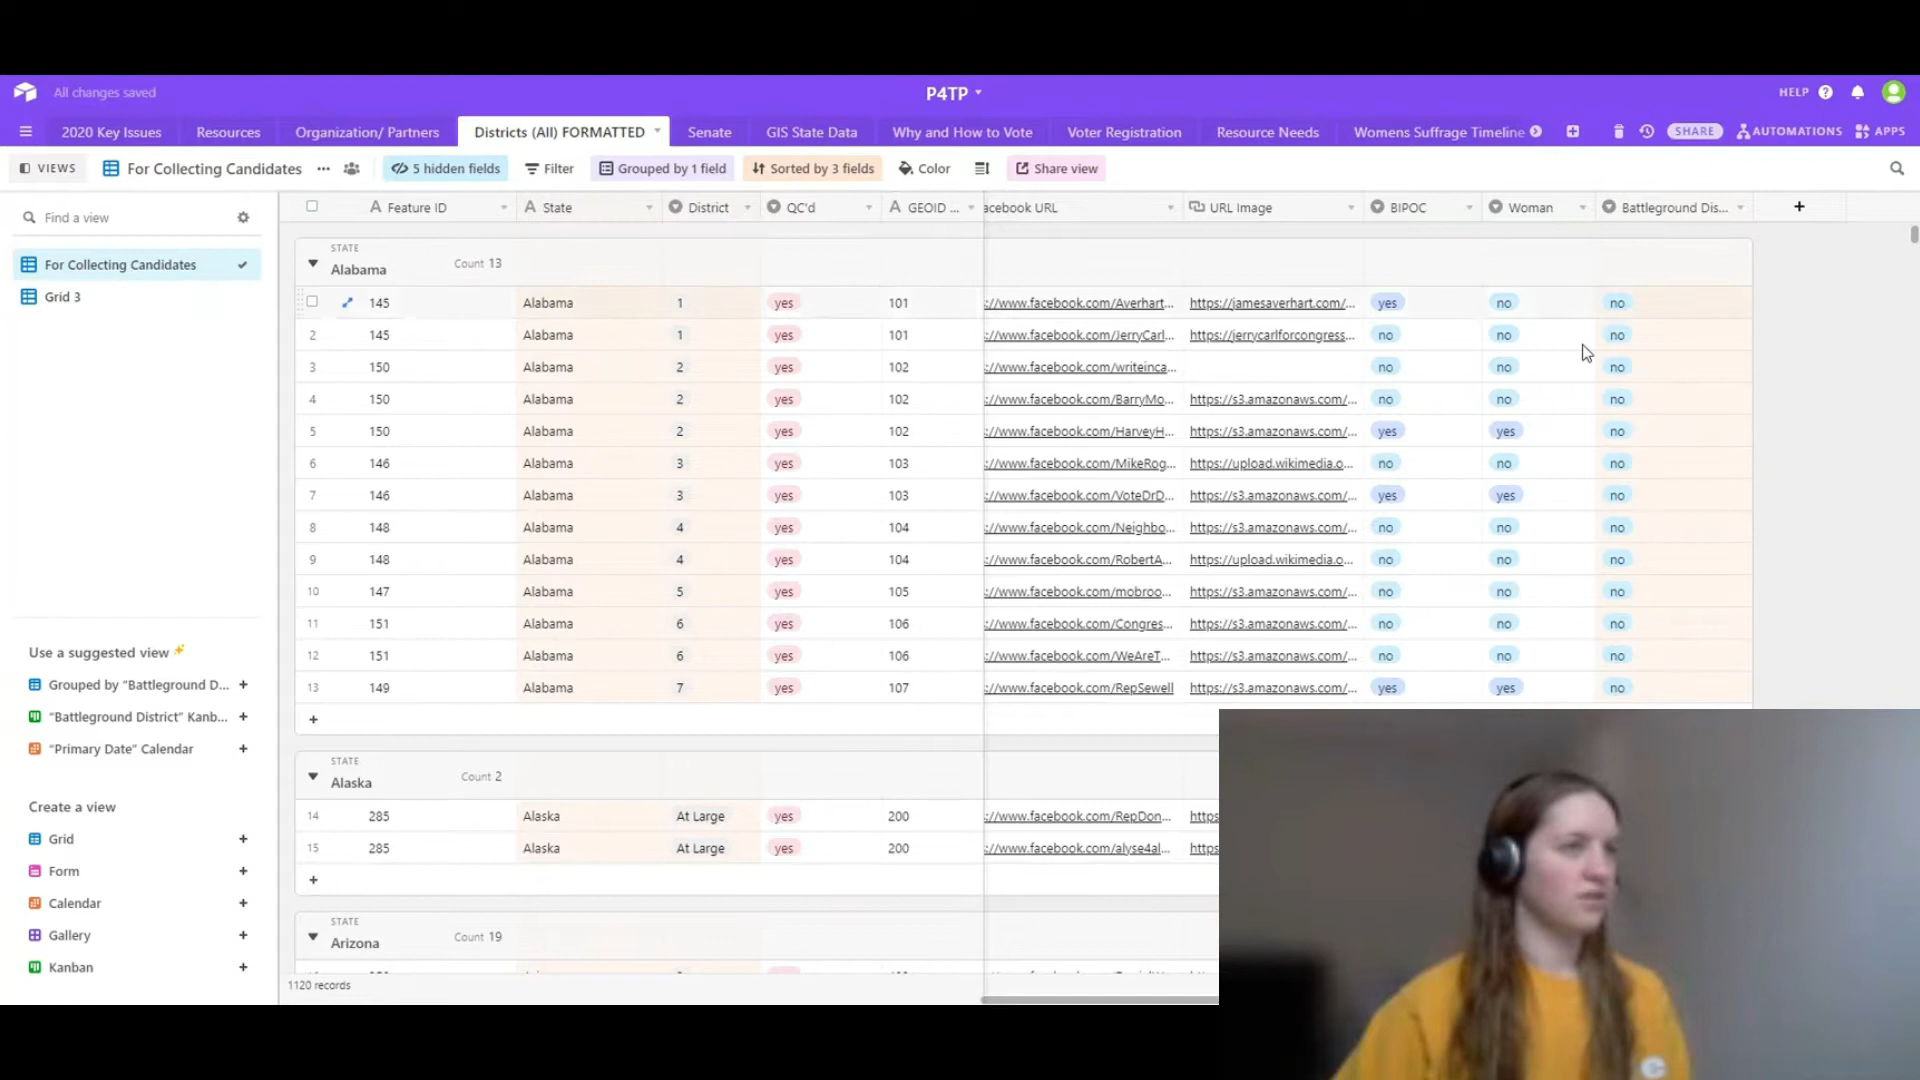 All changes saved
P4TP
HELP
2020 Key Issues
Resources
Organization/ Partners
Districts (All) FORMATTED
Senate
GIS State Data
Why and How to Vote
Voter Registration
Resource Needs
Womens Suffrage Timeline
SHARE
AUTOMATIONS
APPS
VIEWS
For Collecting Candidates
5 hidden fields
Filter
Grouped by 1 field
Sorted by 3 fields
Color
Share view
Find a view
For Collecting Candidates
Grid 3
Use a suggested view
Grouped by "Battleground D...
"Battleground District" Kanb...
"Primary Date" Calendar
Create a view
Grid
Form
Calendar
Gallery
Kanban
Feature ID State District QC'd GEOID ... acebook URL URL Image BIPOC Woman Battleground Dis...
STATE
Alabama Count 13
145 Alabama 1 yes 101 ://www.facebook.com/Averhart... https://jamesaverhart.com/... yes no no
2 145 Alabama 1 yes 101 ://www.facebook.com/JerryCarl... https://jerrycarlforcongress... no no no
3 150 Alabama 2 yes 102 ://www.facebook.com/writeinca... no no no
4 150 Alabama 2 yes 102 ://www.facebook.com/BarryMo... https://s3.amazonaws.com/... no no no
5 150 Alabama 2 yes 102 ://www.facebook.com/HarveyH... https://s3.amazonaws.com/... yes yes no
6 146 Alabama 3 yes 103 ://www.facebook.com/MikeRog... https://upload.wikimedia.o... no no no
7 146 Alabama 3 yes 103 ://www.facebook.com/VoteDrD... https://s3.amazonaws.com/... yes yes no
8 148 Alabama 4 yes 104 ://www.facebook.com/Neighbo... https://s3.amazonaws.com/... no no no
9 148 Alabama 4 yes 104 ://www.facebook.com/RobertA... https://upload.wikimedia.o... no no no
10 147 Alabama 5 yes 105 ://www.facebook.com/mobroo... https://s3.amazonaws.com/... no no no
11 151 Alabama 6 yes 106 ://www.facebook.com/Congres... https://s3.amazonaws.com/... no no no
12 151 Alabama 6 yes 106 ://www.facebook.com/WeAreT... https://s3.amazonaws.com/... no no no
13 149 Alabama 7 yes 107 ://www.facebook.com/RepSewell https://s3.amazonaws.com/... yes yes no
STATE
Alaska Count 2
14 285 Alaska At Large yes 200 ://www.facebook.com/RepDon... https
15 285 Alaska At Large yes 200 ://www.facebook.com/alyse4al... https
STATE
Arizona Count 19
1120 records